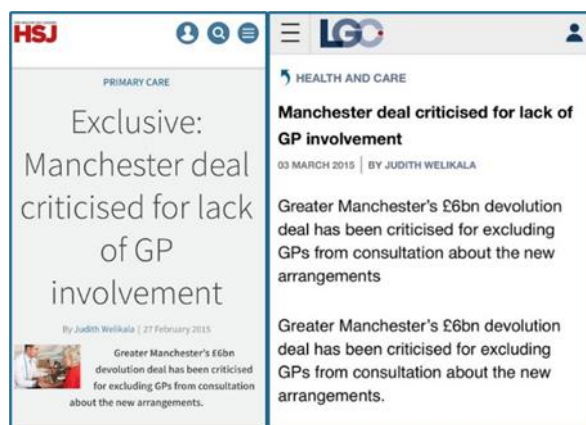 HSJ
PRIMARY CARE
Exclusive:
Manchester deal
criticised for lack
of GP
involvement
By Judith Welikala | 27 February 2015
Greater Manchester's £6bn
devolution deal has been criticised
for excluding GPs from consultation
about the new arrangements.
LGC
HEALTH AND CARE
Manchester deal criticised for lack of
GP involvement
03 MARCH 2015 | BY JUDITH WELIKALA
Greater Manchester's £6bn devolution
deal has been criticised for excluding
GPs from consultation about the new
arrangements
Greater Manchester's £6bn devolution
deal has been criticised for excluding
GPs from consultation about the new
arrangements.